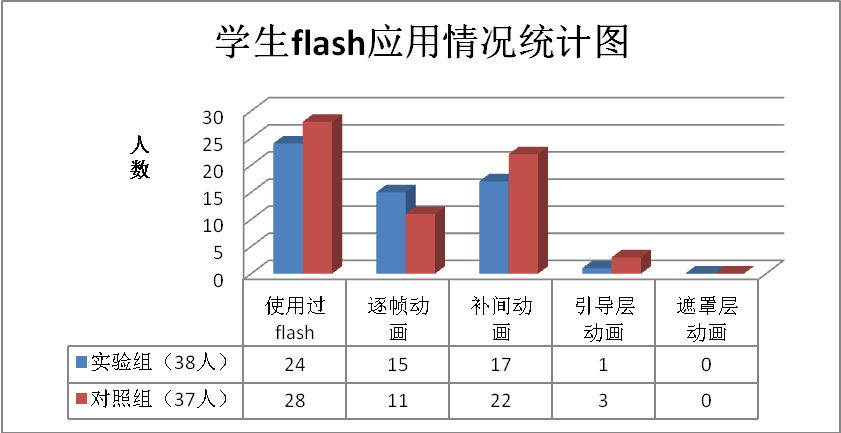 学生flash应用情况统计图
人
数
30
25
20
15
10
5
0
使用过 逐帧动 补间动 引导层 遮罩层
flash 画 画 动画 动画
实验组（38人） 24 15 17 1 0
对照组（37人） 28 11 22 3 0